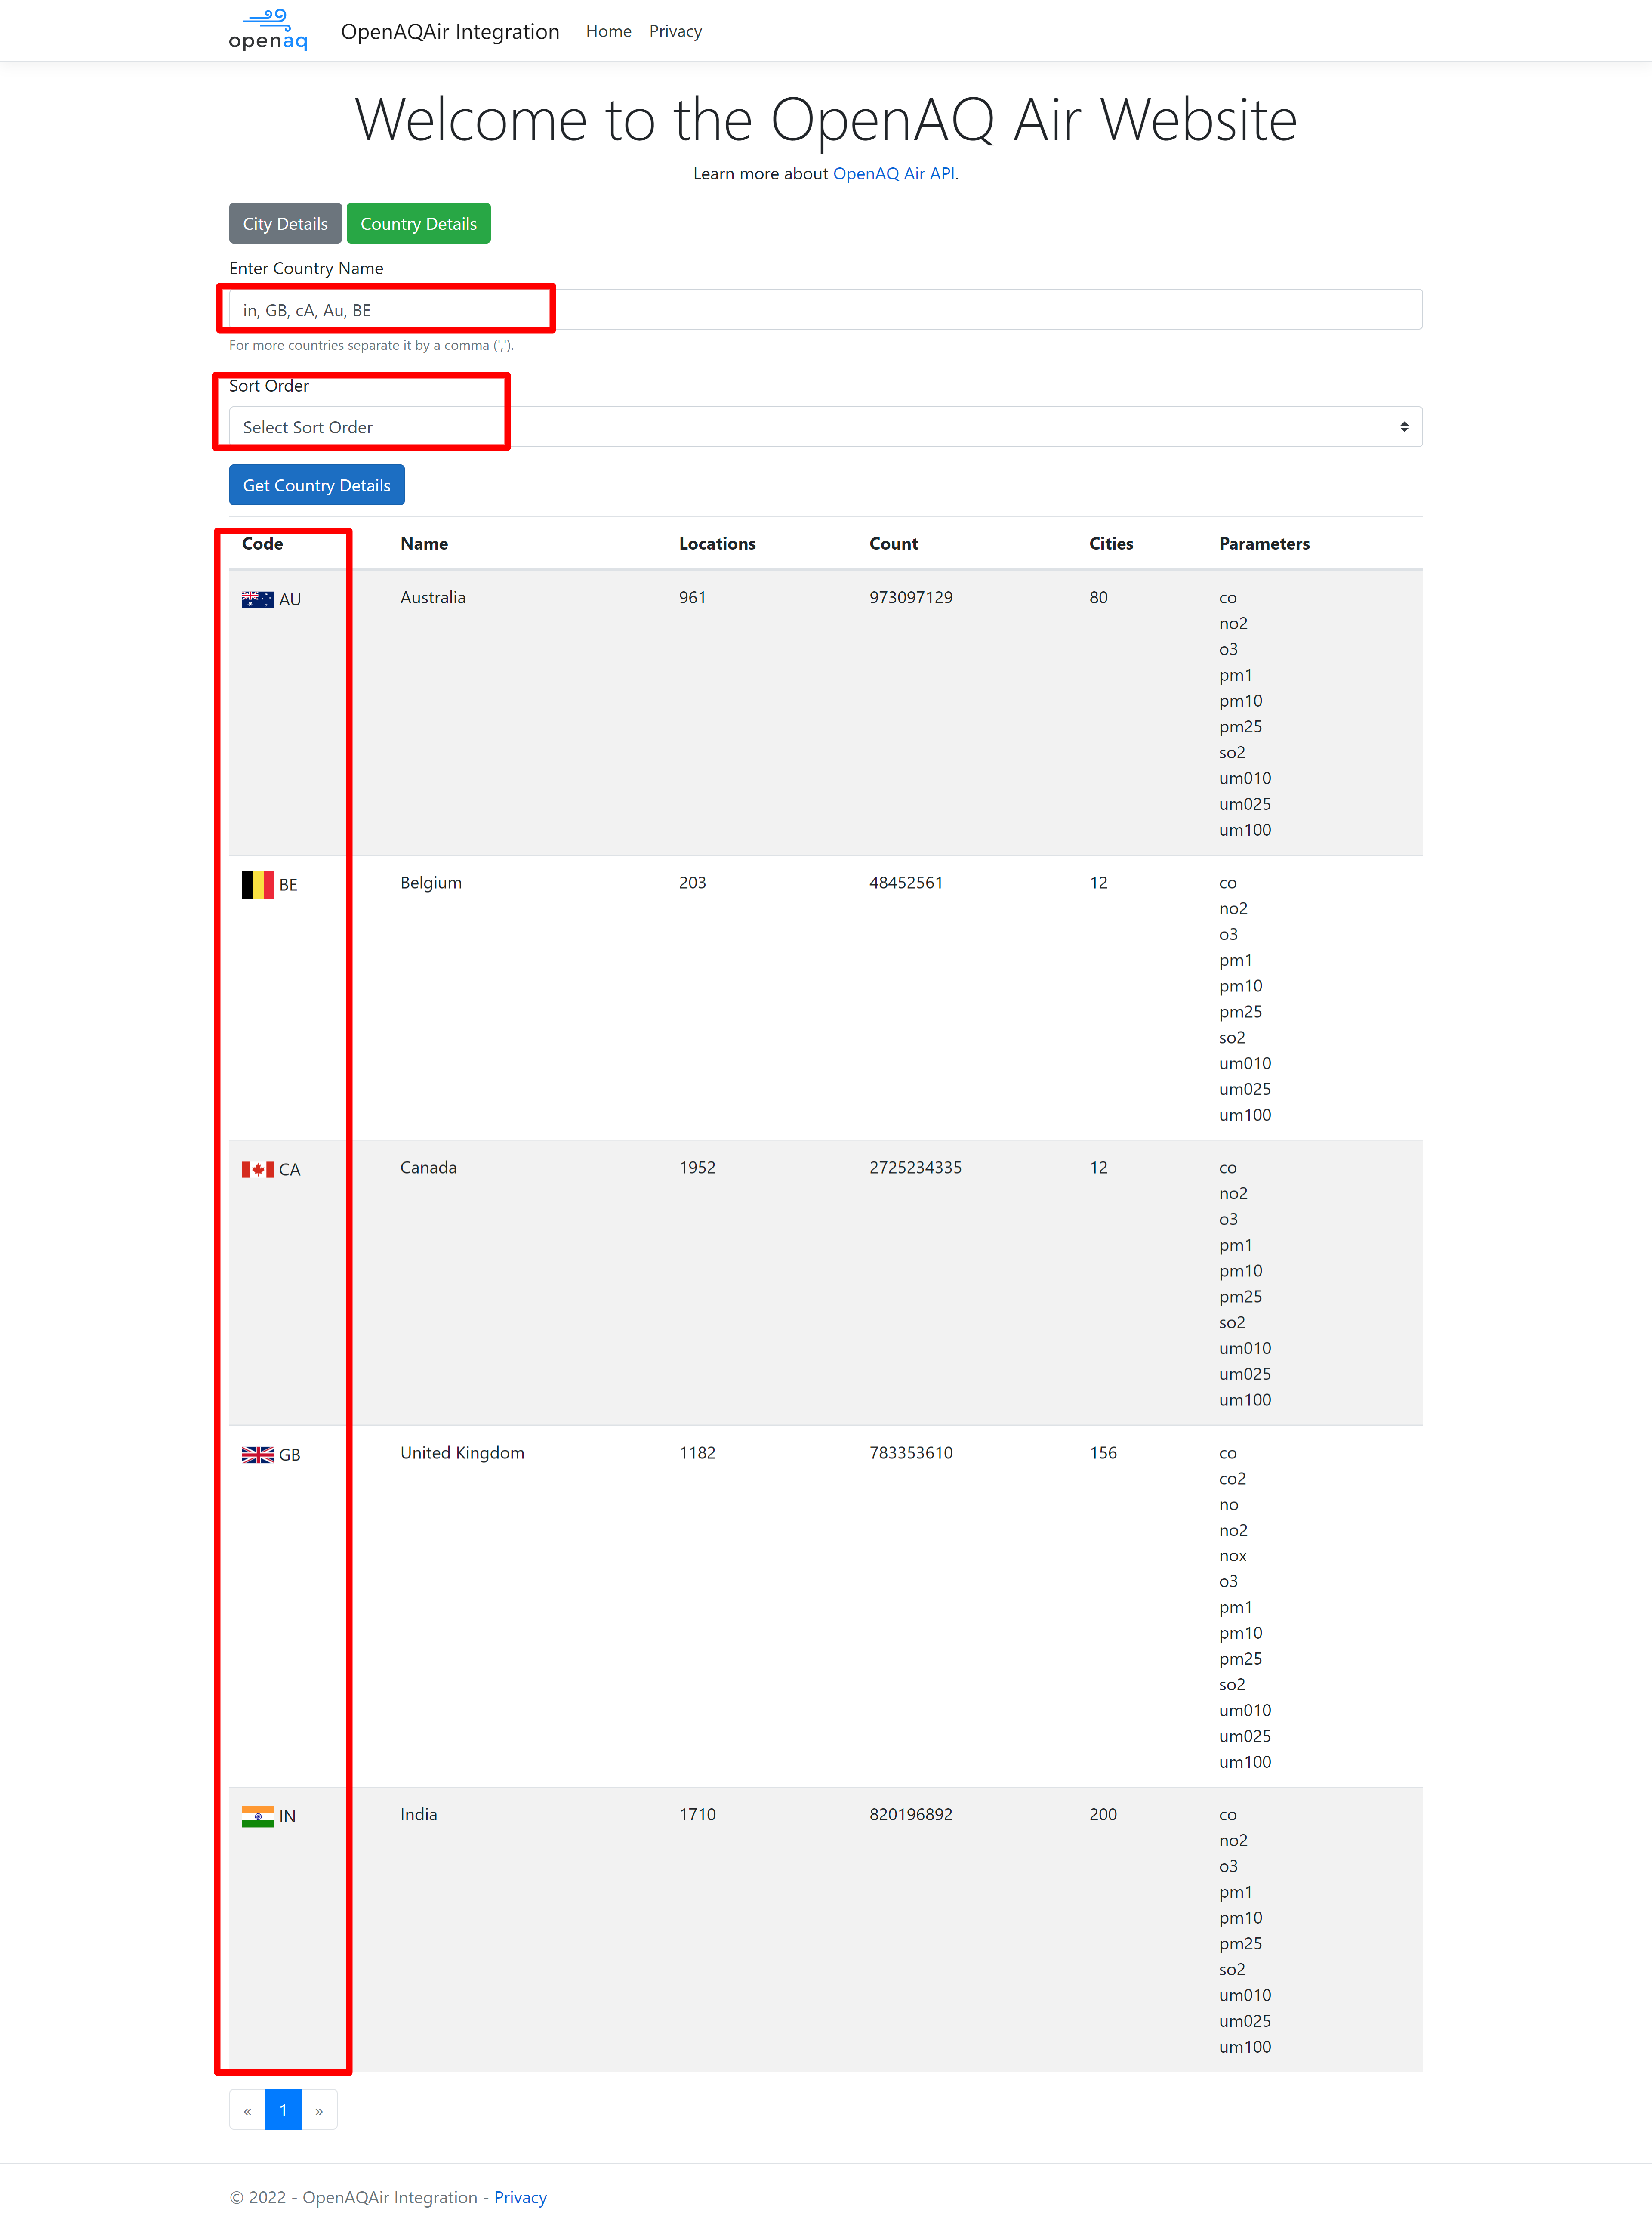 openaq OpenAQAir Integration Home Privacy
Welcome to the OpenAQ Air Website
Learn more about OpenAQ Air API.
City Details Country Details
Enter Country Name
in, GB, cA, Au, BE
For more countries separate it by a comma (',').
Sort Order
Select Sort Order
Get Country Details
Code Name Locations Count Cities Parameters
AU Australia 961 973097129 80 co
no2
o3
pm1
pm10
pm25
so2
um010
um025
um100
BE Belgium 203 48452561 12 co
no2
o3
pm1
pm10
pm25
so2
um010
um025
um100
CA Canada 1952 2725234335 12 co
no2
o3
pm1
pm10
pm25
so2
um010
um025
um100
GB United Kingdom 1182 783353610 156 co
co2
no
no2
nox
o3
pm1
pm10
pm25
so2
um010
um025
um100
IN India 1710 820196892 200 co
no2
o3
pm1
pm10
pm25
so2
um010
um025
um100
« 1 »
© 2022 - OpenAQAir Integration - Privacy